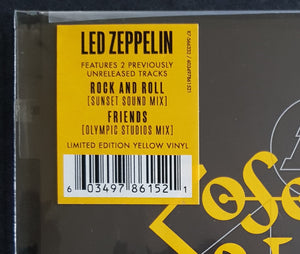 LED ZEPPELIN
FEATURES 2 PREVIOUSLY
UNRELEASED TRACKS
ROCK AND ROLL
[SUNSET SOUND MIX]
FRIENDS
[OLYMPIC STUDIOS MIX]
LIMITED EDITION YELLOW VINYL
6 03497 86152 1